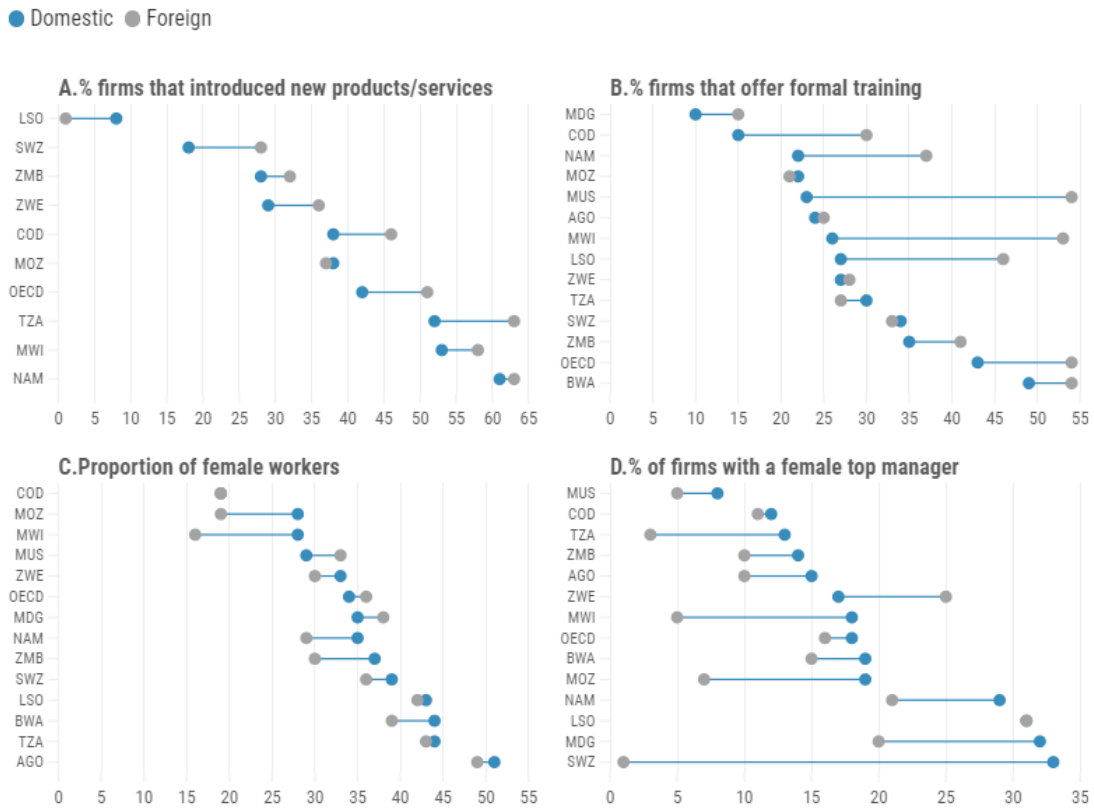 Domestic Foreign
A.% firms that introduced new products/services
LSO
SWZ
ZMB
ZWE
COD
MOZ
OECD
TZA
MWI
NAM
0 5 10 15 20 25 30 35 40 45 50 55 60 65
B.% firms that offer formal training
MDG
COD
NAM
MOZ
MUS
AGO
MWI
LSO
ZWE
TZA
SWZ
ZMB
OECD
BWA
0 5 10 15 20 25 30 35 40 45 50 55
C.Proportion of female workers
COD
MOZ
MWI
MUS
ZWE
OECD
MDG
NAM
ZMB
SWZ
LSO
BWA
TZA
AGO
0 5 10 15 20 25 30 35 40 45 50 55
D.% of firms with a female top manager
MUS
COD
TZA
ZMB
AGO
ZWE
MWI
OECD
BWA
MOZ
NAM
LSO
MDG
SWZ
0 5 10 15 20 25 30 35